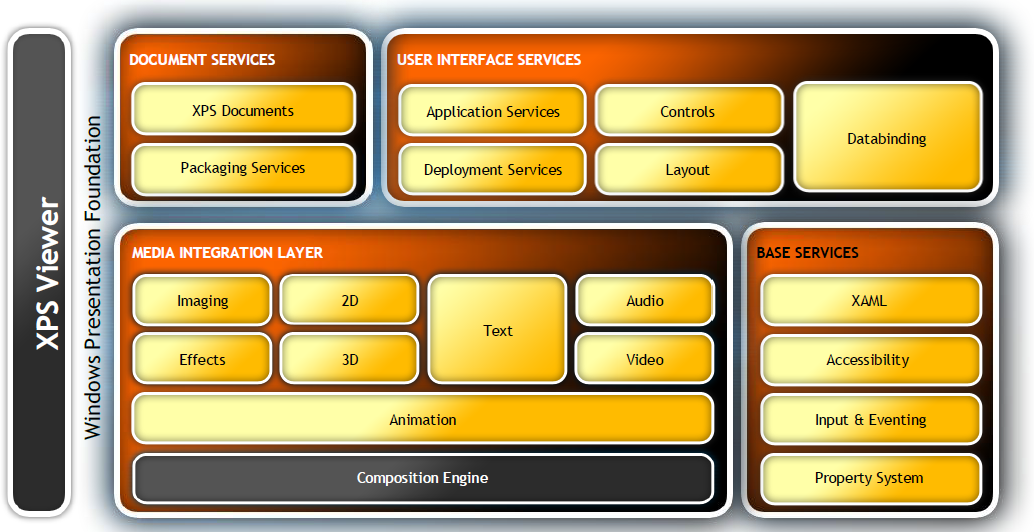 XPS Viewer
Windows Presentation Foundation
DOCUMENT SERVICES
XPS Documents
Packaging Services
USER INTERFACE SERVICES
Application Services
Controls
Databinding
Deployment Services
Layout
MEDIA INTEGRATION LAYER
Imaging
2D
Text
Audio
Effects
3D
Video
Animation
Composition Engine
BASE SERVICES
XAML
Accessibility
Input & Eventing
Property System